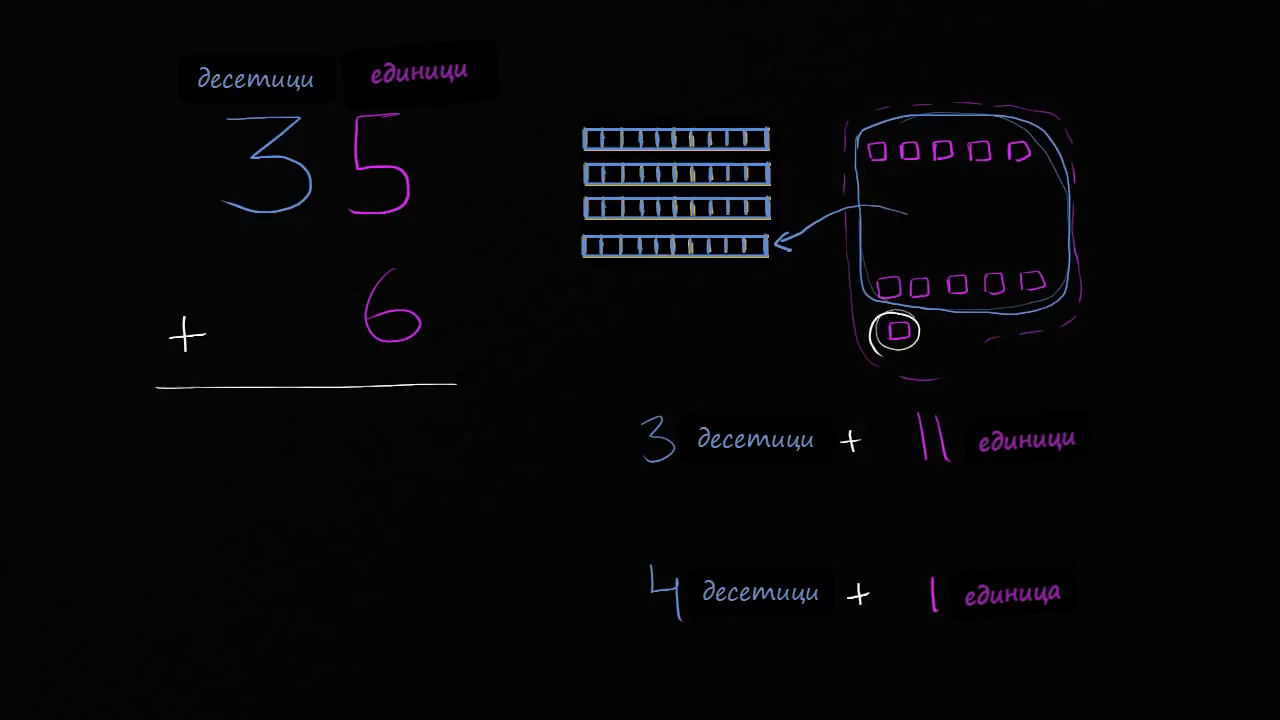 десетици единици
35
+ 6
3 десетици + 11 единици
4 десетици + 1 единица